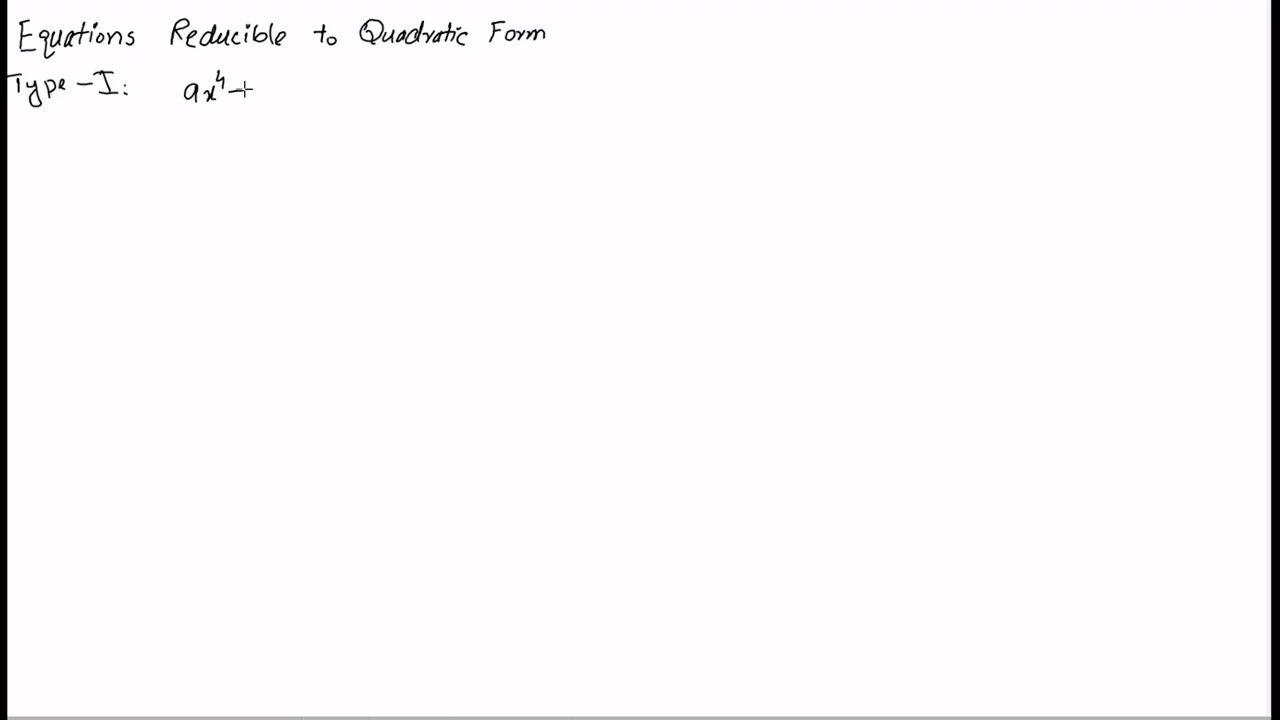 Equations Reducible to Quadratic Form
Type - I: ax⁴ +